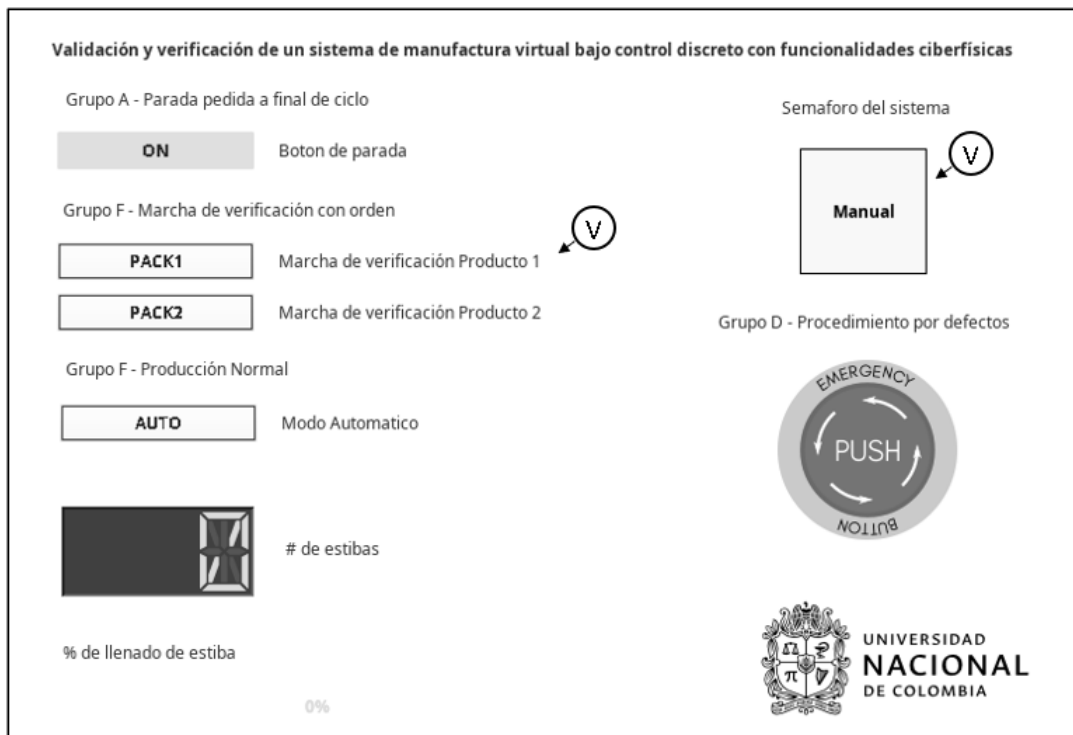 Validación y verificación de un sistema de manufactura virtual bajo control discreto con funcionalidades ciberfísicas
Grupo A - Parada pedida a final de ciclo
ON
Boton de parada
Grupo F - Marcha de verificación con orden
V
PACK1
Marcha de verificación Producto 1
PACK2
Marcha de verificación Producto 2
Grupo F - Producción Normal
AUTO
Modo Automatico
0
# de estibas
% de llenado de estiba
0%
Semaforo del sistema
V
Manual
Grupo D - Procedimiento por defectos
EMERGENCY
PUSH
BUTTON
π
UNIVERSIDAD
NACIONAL
DE COLOMBIA